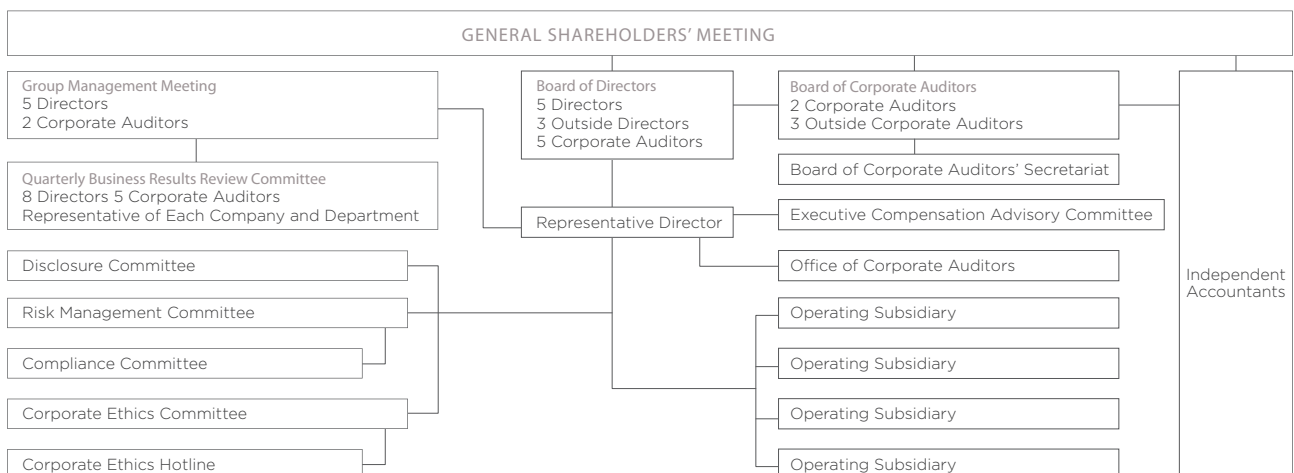 GENERAL SHAREHOLDERS’ MEETING
Group Management Meeting
5 Directors
2 Corporate Auditors
Board of Directors
5 Directors
3 Outside Directors
5 Corporate Auditors
Board of Corporate Auditors
2 Corporate Auditors
3 Outside Corporate Auditors
Board of Corporate Auditors’ Secretariat
Quarterly Business Results Review Committee
8 Directors 5 Corporate Auditors
Representative of Each Company and Department
Representative Director
Executive Compensation Advisory Committee
Disclosure Committee
Office of Corporate Auditors
Independent
Accountants
Risk Management Committee
Operating Subsidiary
Compliance Committee
Operating Subsidiary
Corporate Ethics Committee
Operating Subsidiary
Corporate Ethics Hotline
Operating Subsidiary